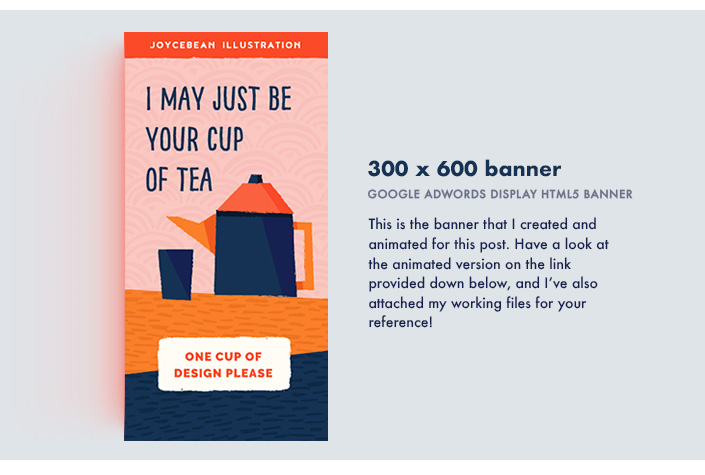 JOYCEBEAN ILLUSTRATION
I MAY JUST BE
YOUR CUP
OF TEA
ONE CUP OF
DESIGN PLEASE
300 x 600 banner
GOOGLE ADWORDS DISPLAY HTML5 BANNER
This is the banner that I created and
animated for this post. Have a look at
the animated version on the link
provided down below, and I've also
attached my working files for your
reference!